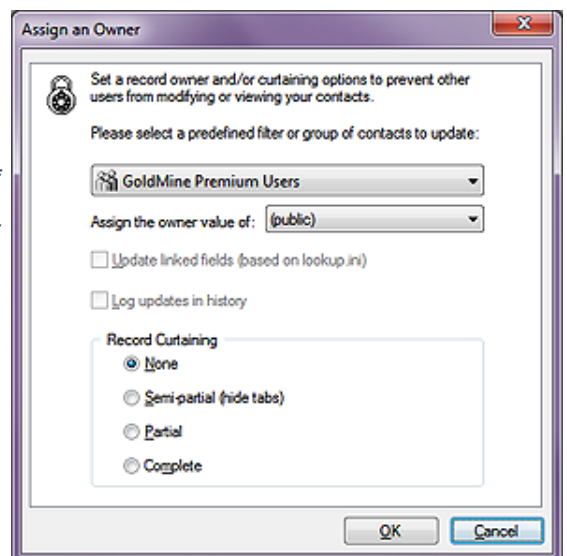 Assign an Owner
Set a record owner and/or curtaining options to prevent other
users from modifying or viewing your contacts.
Please select a predefined filter or group of contacts to update:
GoldMine Premium Users
Assign the owner value of: (public)
Update linked fields (based on lookup.ini)
Log updates in history
Record Curtaining
None
Semi-partial (hide tabs)
Partial
Complete
OK Cancel